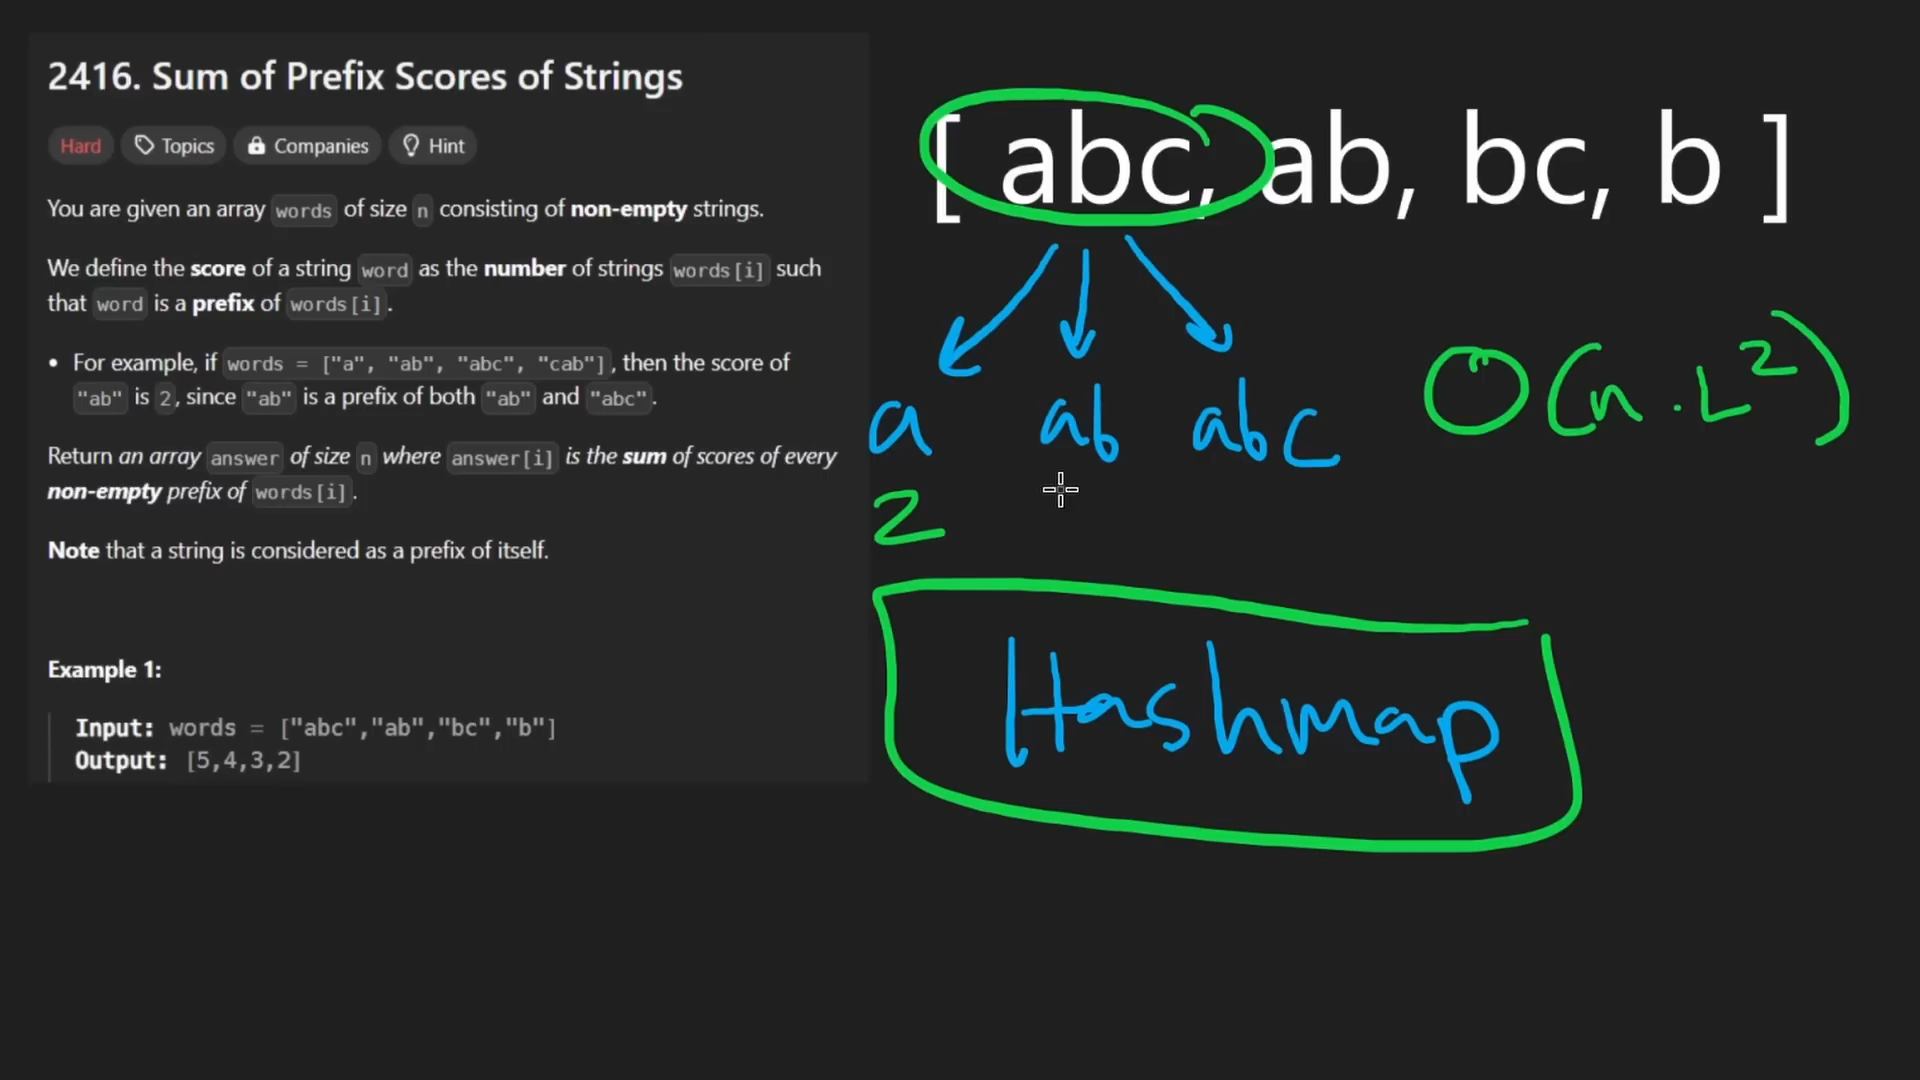 2416. Sum of Prefix Scores of Strings
Hard Topics Companies Hint
You are given an array words of size n consisting of non-empty strings.
We define the score of a string word as the number of strings words[i] such
that word is a prefix of words[i].
• For example, if words = ["a", "ab", "abc", "cab"], then the score of
"ab" is 2, since "ab" is a prefix of both "ab" and "abc".
Return an array answer of size n where answer[i] is the sum of scores of every
non-empty prefix of words[i].
Note that a string is considered as a prefix of itself.
Example 1:
Input: words = ["abc","ab","bc","b"]
Output: [5,4,3,2]
[ abc, ab, bc, b ]
O(n.L²)
a ab abc
2
Hashmap